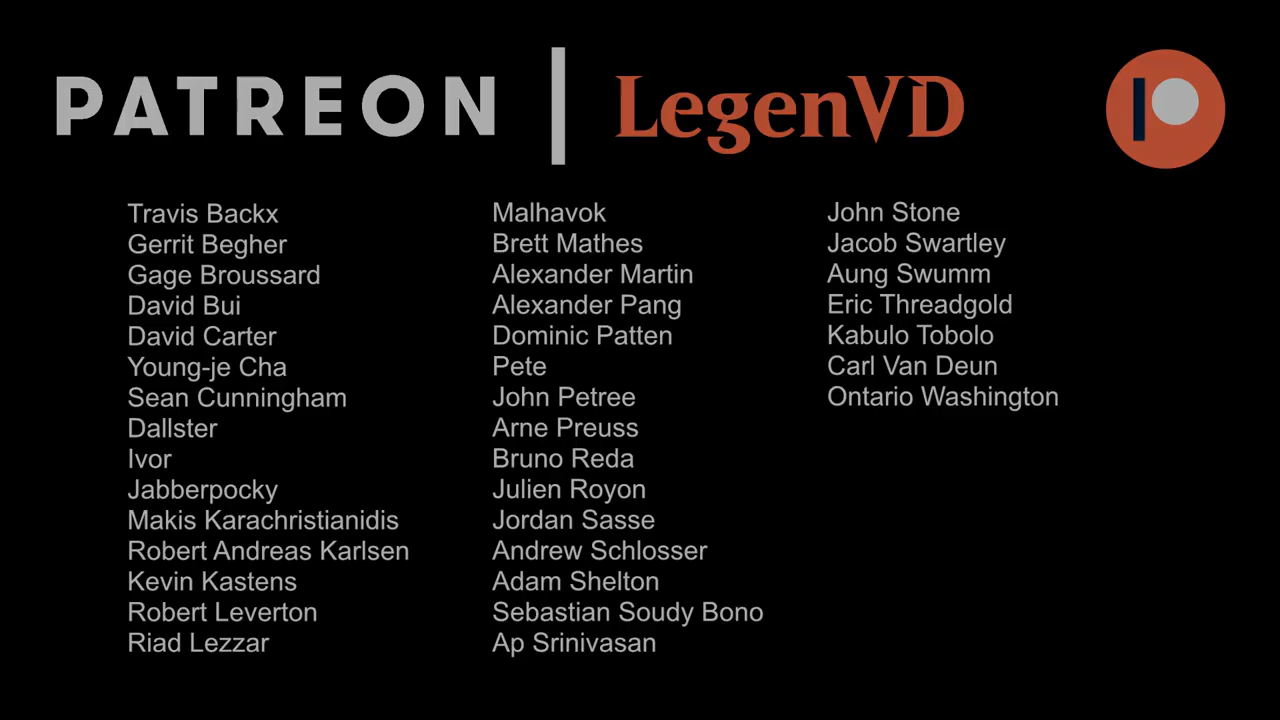 PATREON | LegenVD
Travis Backx
Gerrit Begher
Gage Broussard
David Bui
David Carter
Young-je Cha
Sean Cunningham
Dallster
Ivor
Jabberpocky
Makis Karachristianidis
Robert Andreas Karlsen
Kevin Kastens
Robert Leverton
Riad Lezzar
Malhavok
Brett Mathes
Alexander Martin
Alexander Pang
Dominic Patten
Pete
John Petree
Arne Preuss
Bruno Reda
Julien Royon
Jordan Sasse
Andrew Schlosser
Adam Shelton
Sebastian Soudy Bono
Ap Srinivasan
John Stone
Jacob Swartley
Aung Swumm
Eric Threadgold
Kabulo Tobolo
Carl Van Deun
Ontario Washington